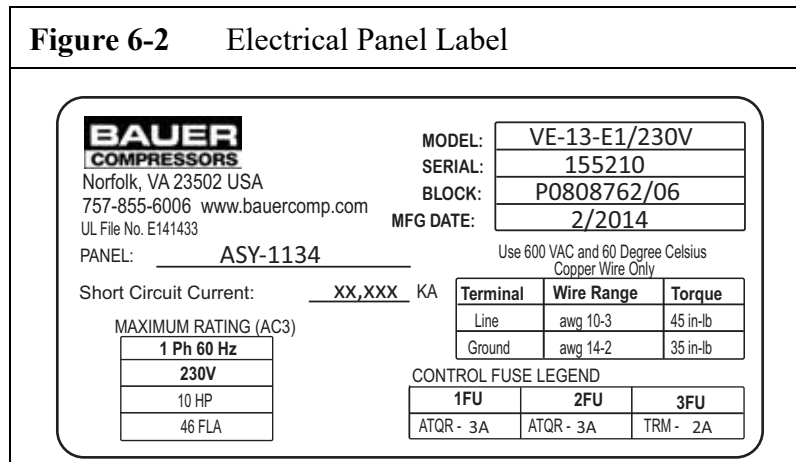 Figure 6-2 Electrical Panel Label
BAUER
COMPRESSORS
Norfolk, VA 23502 USA
757-855-6006 www.bauercomp.com
UL File No. E141433
MODEL: VE-13-E1/230V
SERIAL: 155210
BLOCK: P0808762/06
MFG DATE: 2/2014
PANEL: ASY-1134
Short Circuit Current: xx,xxx KA
MAXIMUM RATING (AC3)
1 Ph 60 Hz
230V
10 HP
46 FLA
Use 600 VAC and 60 Degree Celsius
Copper Wire Only
Terminal Wire Range Torque
Line awg 10-3 45 in-lb
Ground awg 14-2 35 in-lb
CONTROL FUSE LEGEND
1FU 2FU 3FU
ATQR - 3A ATQR - 3A TRM - 2A